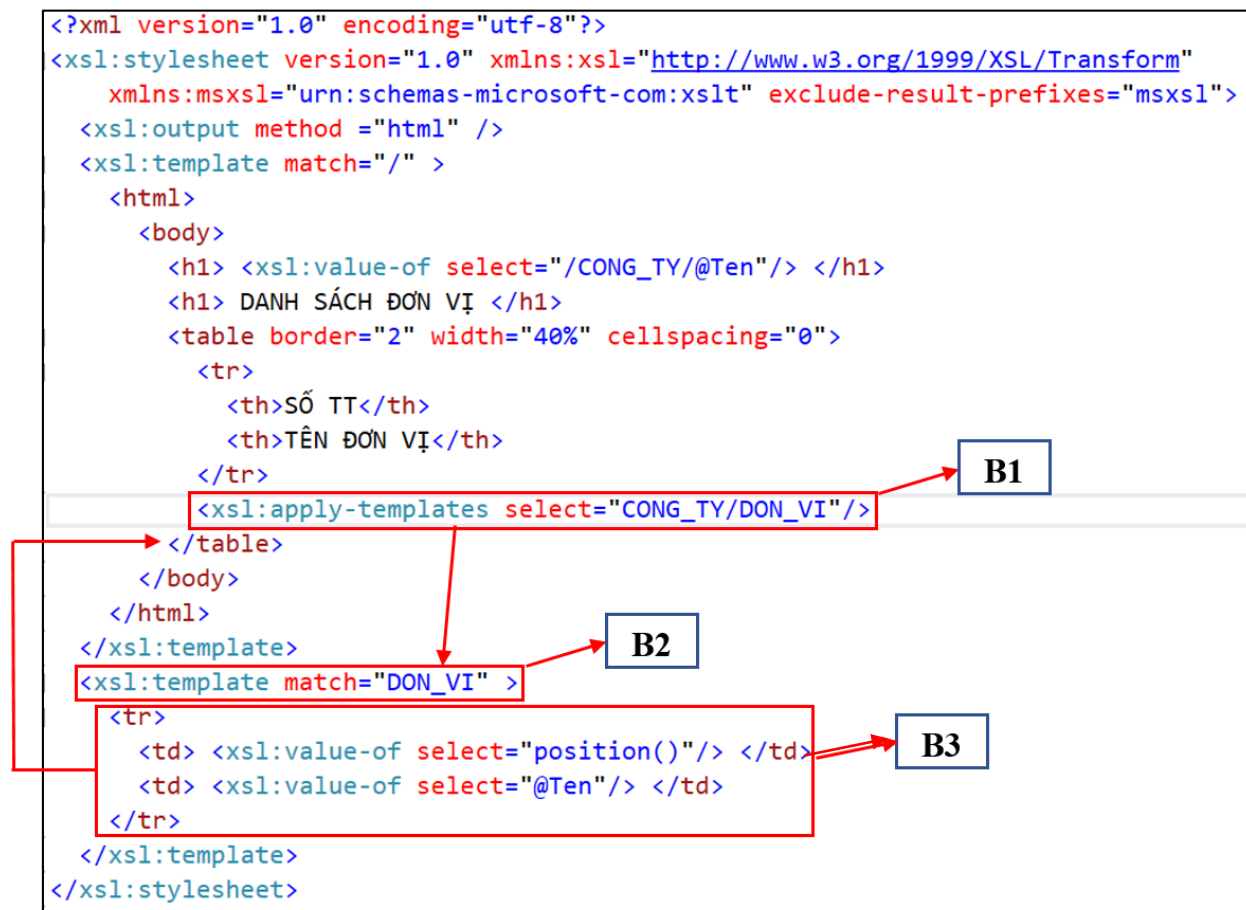 <?xml version="1.0" encoding="utf-8"?>
<xsl:stylesheet version="1.0" xmlns:xsl="http://www.w3.org/1999/XSL/Transform"
xmlns:msxsl="urn:schemas-microsoft-com:xslt" exclude-result-prefixes="msxsl">
<xsl:output method ="html" />
<xsl:template match="/" >
<html>
<body>
<h1> <xsl:value-of select="/CONG_TY/@Ten"/> </h1>
<h1> DANH SÁCH ĐƠN VỊ </h1>
<table border="2" width="40%" cellspacing="0">
<tr>
<th>SỐ TT</th>
<th>TÊN ĐƠN VỊ</th>
</tr>
B1
<xsl:apply-templates select="CONG_TY/DON_VI"/>
</table>
</body>
</html>
</xsl:template>
B2
<xsl:template match="DON_VI" >
<tr>
<td> <xsl:value-of select="position()"/> </td>
B3
<td> <xsl:value-of select="@Ten"/> </td>
</tr>
</xsl:template>
</xsl:stylesheet>